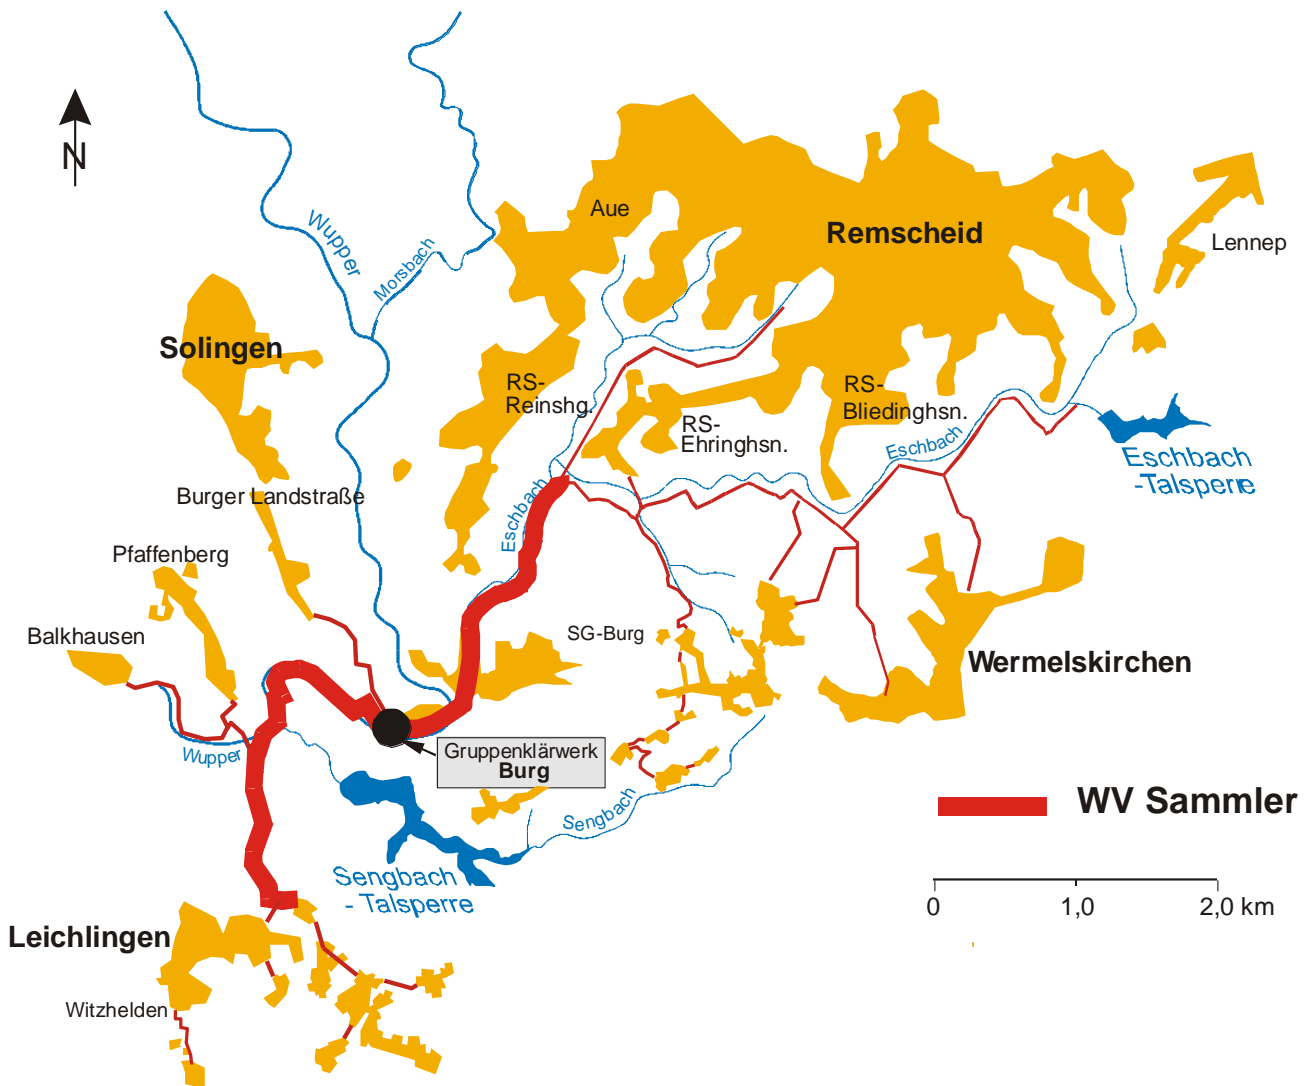 N
Wupper
Morsbach
Aue
Remscheid
Lennep
Solingen
RS-
Reinshg.
RS-
Ehringhsn.
RS-
Bliedinghsn.
Eschbach
Eschbach
-Talsperre
Burger Landstraße
Eschbach
Pfaffenberg
Balkhausen
SG-Burg
Wermelskirchen
Wupper
Gruppenklärwerk
Burg
Sengbach
WV Sammler
Sengbach
- Talsperre
0 1,0 2,0 km
Leichlingen
Witzhelden